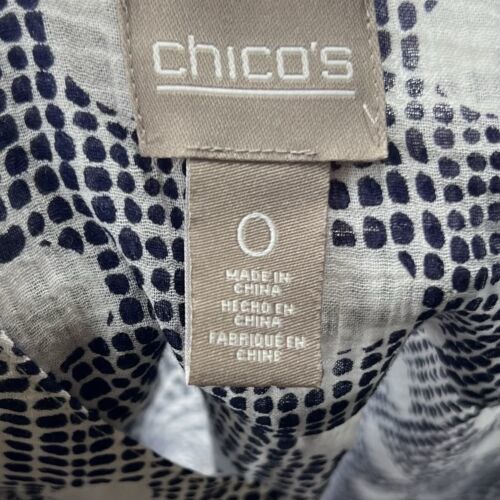 chico's
0
MADE IN
CHINA
HECHO EN
CHINA
FABRIQUÉ EN
CHINE